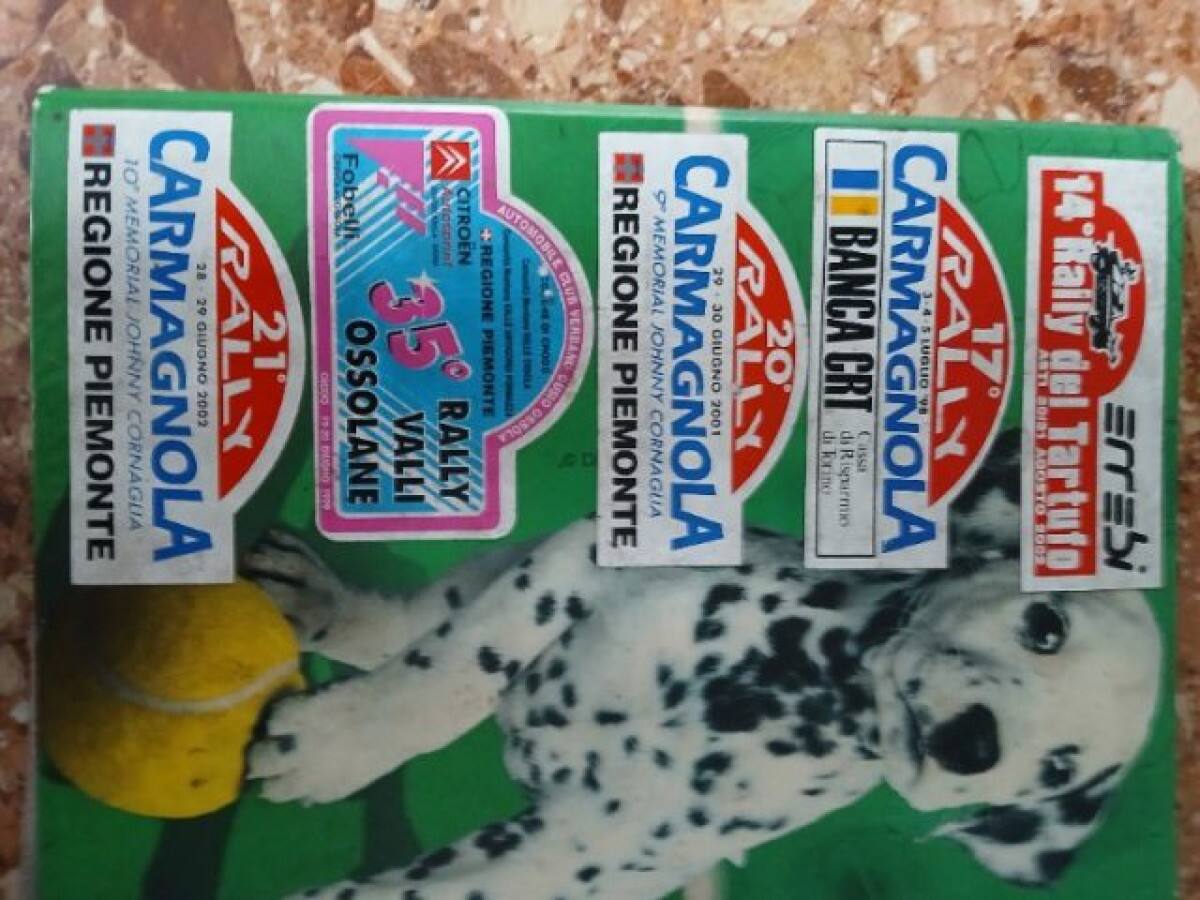 14° Rally del Tartufo
erresi
17°
RALLY
3-4-5 LUGLIO '98
CARMAGNOLA
BANCA CRT
Cassa
di Risparmio
di Torino
20°
RALLY
29 - 30 GIUGNO 2001
CARMAGNOLA
9° MEMORIAL JOHNNY CORNAGLIA
REGIONE PIEMONTE
AUTOMOBILE CLUB VERBANO CUSIO OSSOLA
REGIONE PIEMONTE
CITROËN
Fobelli
35°
RALLY
VALLI
OSSOLANE
21°
RALLY
28 - 29 GIUGNO 2002
CARMAGNOLA
10° MEMORIAL JOHNNY CORNAGLIA
REGIONE PIEMONTE